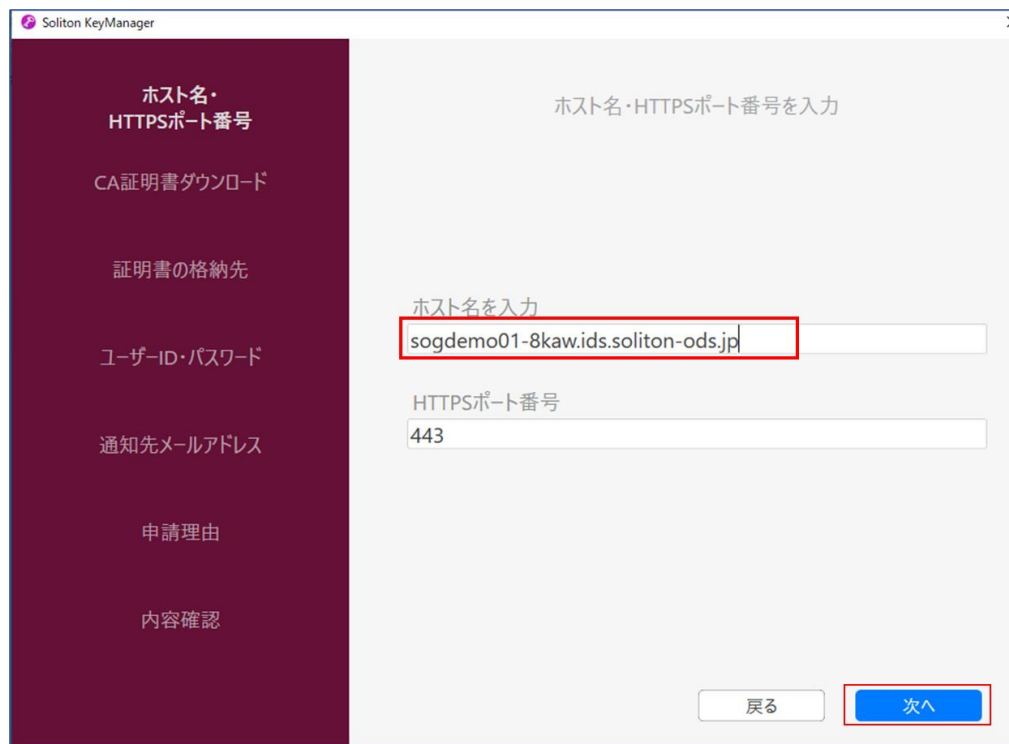 Soliton KeyManager
ホスト名・
HTTPSポート番号
CA証明書ダウンロード
証明書の格納先
ユーザーID・パスワード
通知先メールアドレス
申請理由
内容確認
ホスト名・HTTPSポート番号を入力
ホスト名を入力
sogdemo01-8kaw.ids.soliton-ods.jp
HTTPSポート番号
443
戻る
次へ